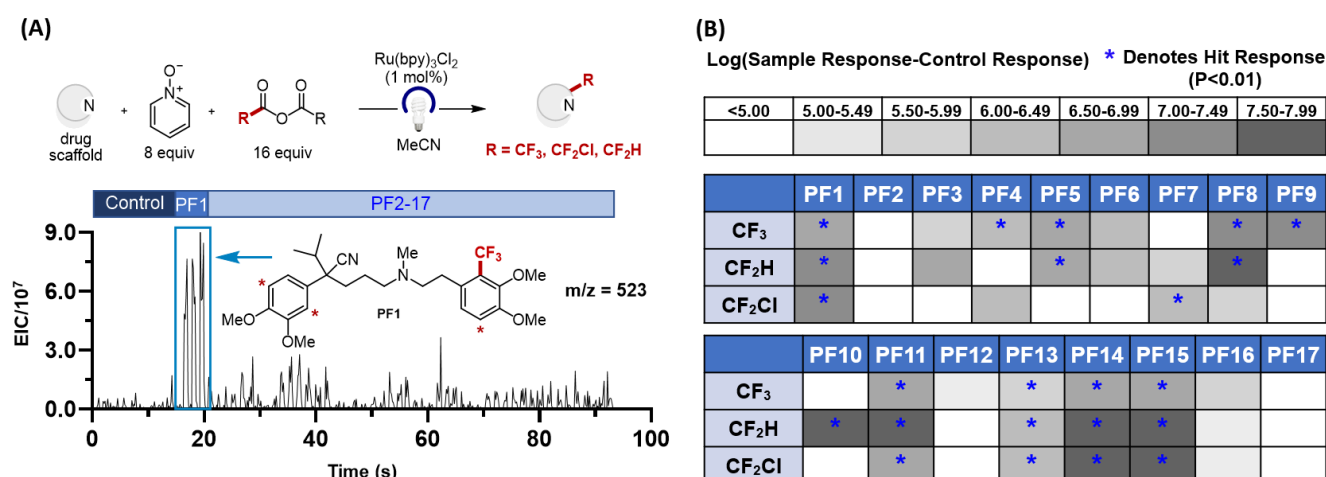 (A)
O⁻
N⁺
N
+
+
R
O
O
O
R
Ru(bpy)₃Cl₂
(1 mol%)
MeCN
R
N
drug
scaffold
8 equiv
16 equiv
R = CF₃, CF₂Cl, CF₂H
Control
PF1
PF2-17
EIC/10⁷
9.0
6.0
3.0
0.0
0
20
40
60
80
100
Time (s)
CN
Me
N
CF₃
OMe
OMe
*
*
*
MeO
OMe
PF1
m/z = 523
(B)
Log(Sample Response-Control Response)
* Denotes Hit Response
(P<0.01)
<5.00 5.00-5.49 5.50-5.99 6.00-6.49 6.50-6.99 7.00-7.49 7.50-7.99
PF1 PF2 PF3 PF4 PF5 PF6 PF7 PF8 PF9
CF₃ * * * * *
CF₂H * * *
CF₂Cl * *
PF10 PF11 PF12 PF13 PF14 PF15 PF16 PF17
CF₃ * * * *
CF₂H * * * * *
CF₂Cl * * * *